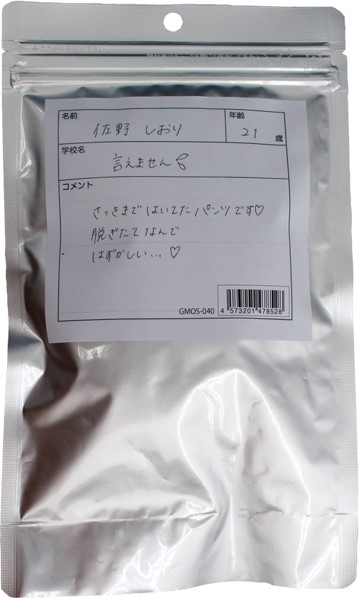 名前
佐野 しおり
年齢
21 歳
学校名
言えません
コメント
さっきまではいてたパンツです♡
脱ぎたてなんで
はずかしい…♡
GMOS-040
4 573201 478528